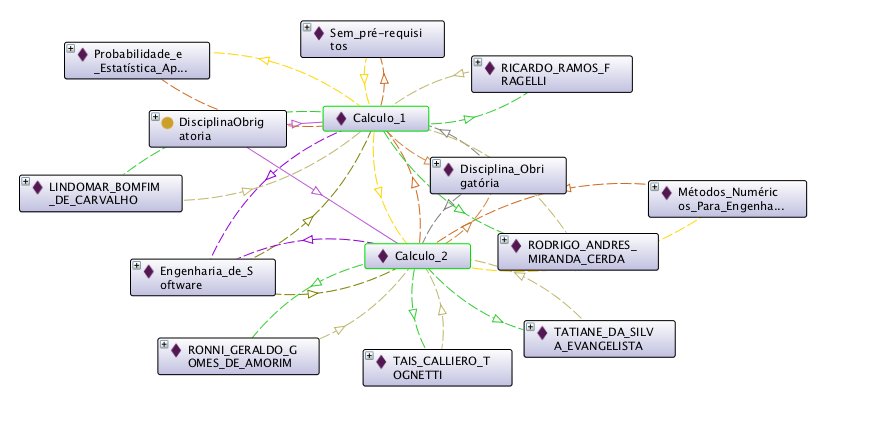 Sem_pré-requisi
tos
Probabilidade_e
_Estatística_Ap...
RICARDO_RAMOS_F
RAGELLI
DisciplinaObrig
atoria
Calculo_1
LINDOMAR_BOMFIM
_DE_CARVALHO
Disciplina_Obri
gatória
Métodos_Numéric
os_Para_Engenha...
RODRIGO_ANDRES_
MIRANDA_CERDA
Calculo_2
Engenharia_de_S
oftware
RONNI_GERALDO_G
OMES_DE_AMORIM
TAIS_CALLIERO_T
OGNETTI
TATIANE_DA_SILV
A_EVANGELISTA